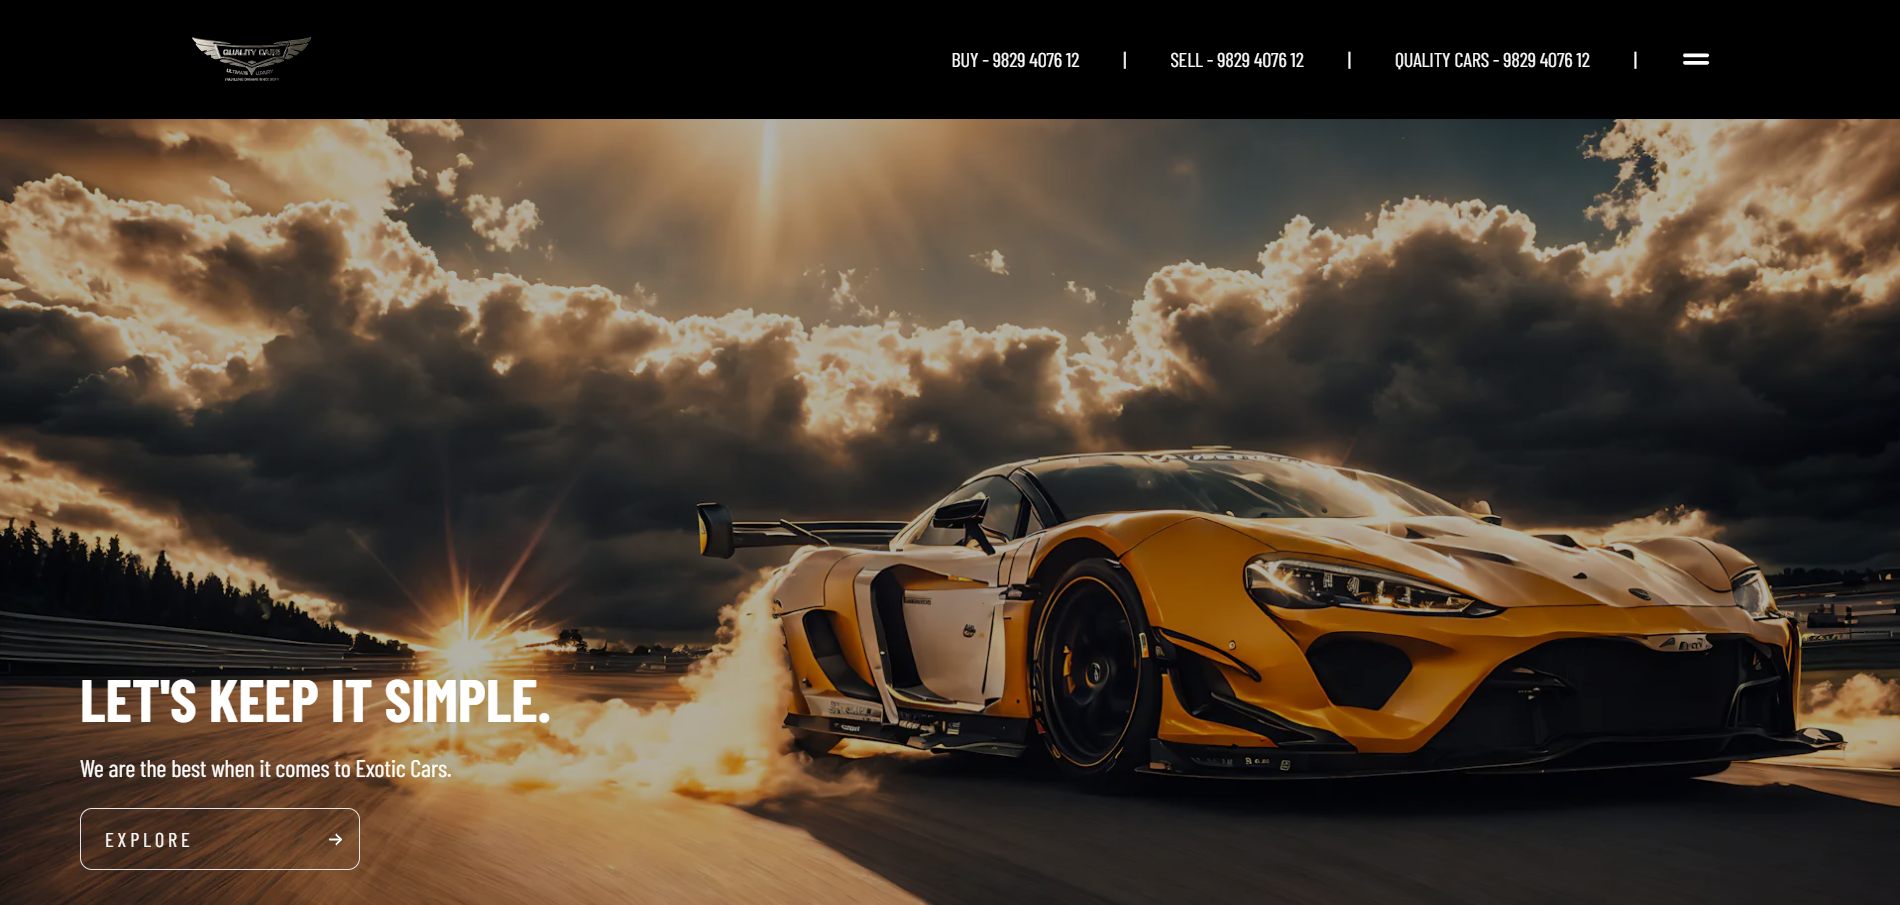 QUALITY CARS
ULTIMATE LUXURY
BUY - 9829 4076 12 | SELL - 9829 4076 12 | QUALITY CARS - 9829 4076 12 |
LET'S KEEP IT SIMPLE.
We are the best when it comes to Exotic Cars.
EXPLORE